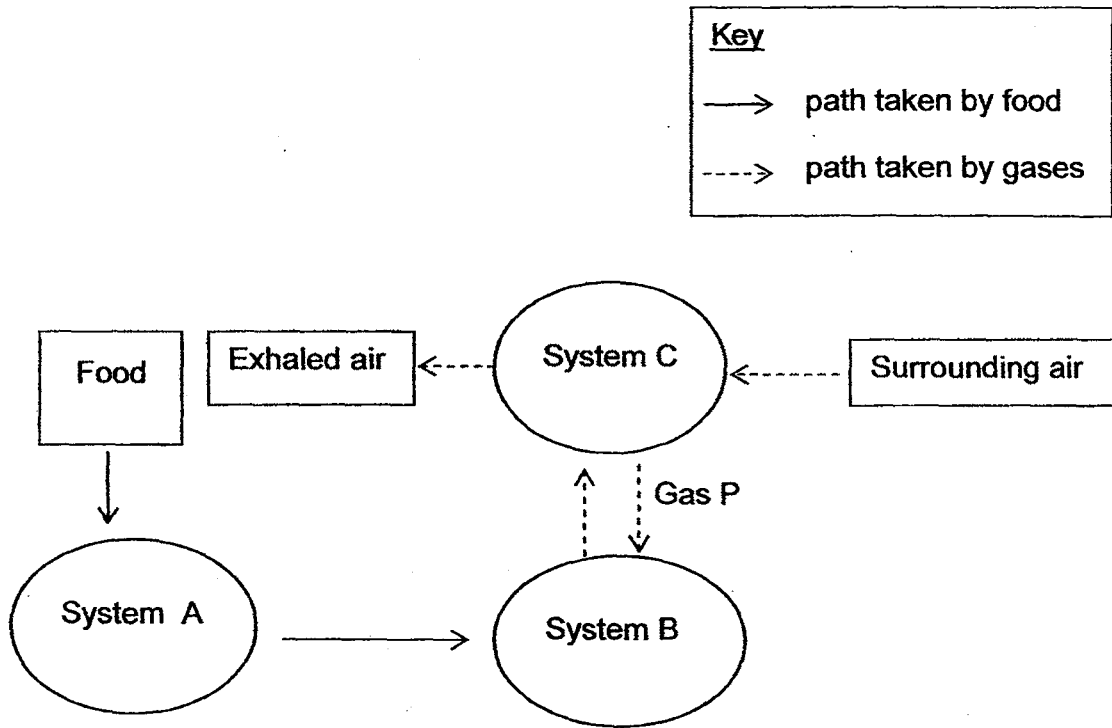 Key
path taken by food
path taken by gases
Food
Exhaled air
System C
Surrounding air
Gas P
System A
System B